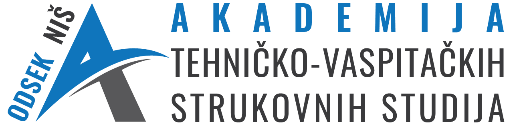 ODSEK NIŠ
AKADEMIJA
TEHNIČKO-VASPITAČKIH
STRUKOVNIH STUDIJA